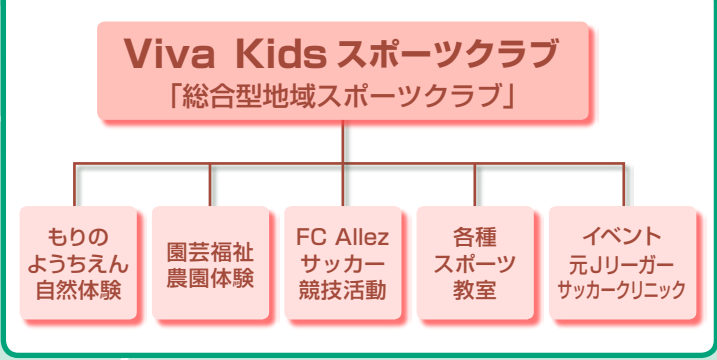 Viva Kids スポーツクラブ
「総合型地域スポーツクラブ」
もりの
ようちえん
自然体験
園芸福祉
農園体験
FC Allez
サッカー
競技活動
各種
スポーツ
教室
イベント
元Jリーガー
サッカークリニック